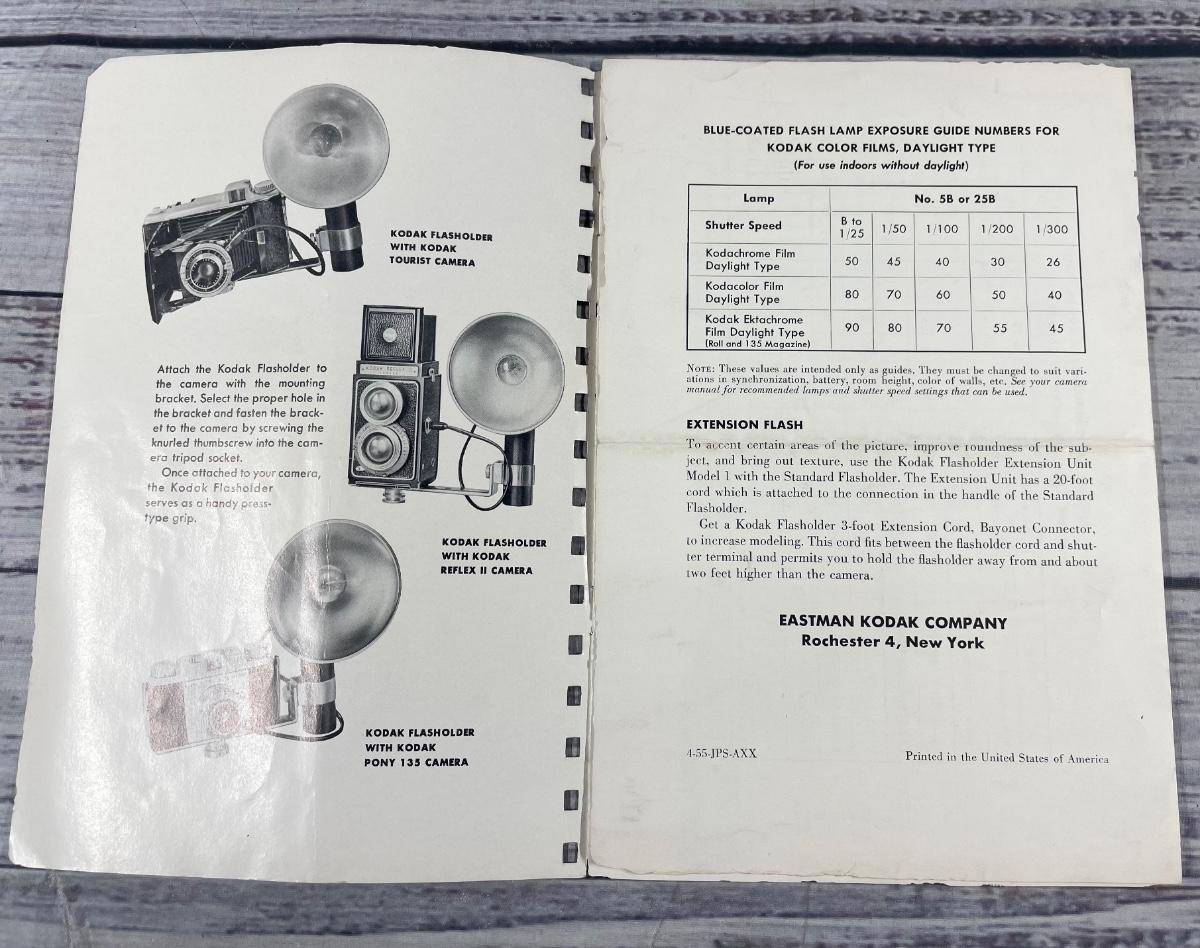 KODAK FLASHOLDER
WITH KODAK
TOURIST CAMERA
Attach the Kodak Flasholder to
the camera with the mounting
bracket. Select the proper hole in
the bracket and fasten the brack-
et to the camera by screwing the
knurled thumbscrew into the cam-
era tripod socket.
Once attached to your camera,
the Kodak Flasholder
serves as a handy press-
type grip.
KODAK REFLEX II
KODAK FLASHOLDER
WITH KODAK
REFLEX II CAMERA
KODAK FLASHOLDER
WITH KODAK
PONY 135 CAMERA
BLUE-COATED FLASH LAMP EXPOSURE GUIDE NUMBERS FOR
KODAK COLOR FILMS, DAYLIGHT TYPE
(For use indoors without daylight)
Lamp No. 5B or 25B
Shutter Speed B to 1/25 1/50 1/100 1/200 1/300
Kodachrome Film
Daylight Type 50 45 40 30 26
Kodacolor Film
Daylight Type 80 70 60 50 40
Kodak Ektachrome
Film Daylight Type 90 80 70 55 45
(Roll and 135 Magazine)
NOTE: These values are intended only as guides. They must be changed to suit vari-
ations in synchronization, battery, room height, color of walls, etc. See your camera
manual for recommended lamps and shutter speed settings that can be used.
EXTENSION FLASH
To accent certain areas of the picture, improve roundness of the sub-
ject, and bring out texture, use the Kodak Flasholder Extension Unit
Model 1 with the Standard Flasholder. The Extension Unit has a 20-foot
cord which is attached to the connection in the handle of the Standard
Flasholder.
Get a Kodak Flasholder 3-foot Extension Cord, Bayonet Connector,
to increase modeling. This cord fits between the flasholder cord and shut-
ter terminal and permits you to hold the flasholder away from and about
two feet higher than the camera.
EASTMAN KODAK COMPANY
Rochester 4, New York
4-55-JPS-AXX Printed in the United States of America